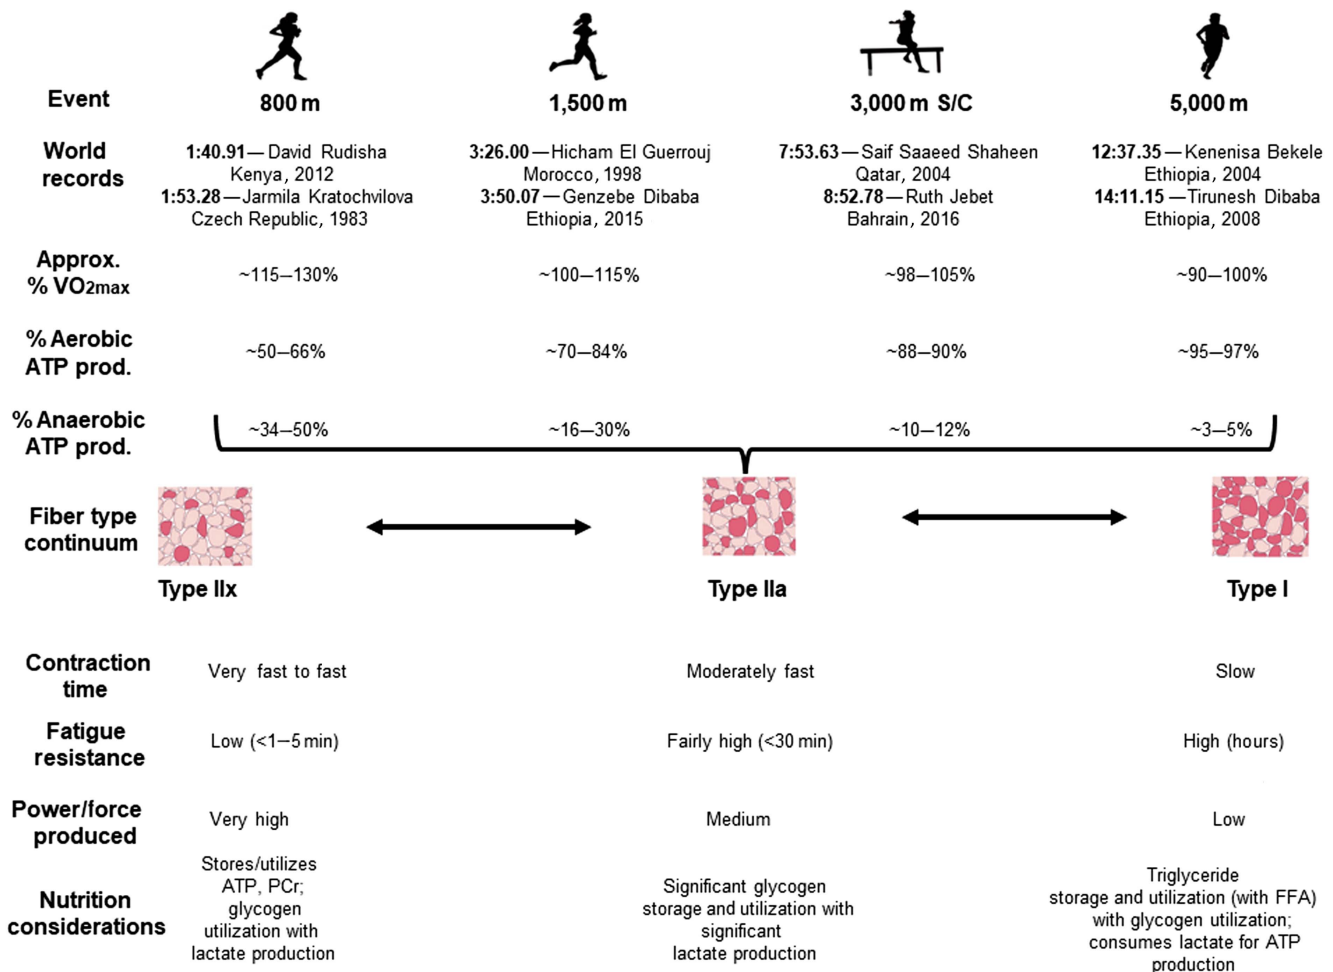 Event
800 m
1,500 m
3,000 m S/C
5,000 m
World
records
1:40.91—David Rudisha
Kenya, 2012
1:53.28—Jarmila Kratochvilova
Czech Republic, 1983
3:26.00—Hicham El Guerrouj
Morocco, 1998
3:50.07—Genzebe Dibaba
Ethiopia, 2015
7:53.63—Saif Saaeed Shaheen
Qatar, 2004
8:52.78—Ruth Jebet
Bahrain, 2016
12:37.35—Kenenisa Bekele
Ethiopia, 2004
14:11.15—Tirunesh Dibaba
Ethiopia, 2008
Approx.
% VO2max
~115–130%
~100–115%
~98–105%
~90–100%
% Aerobic
ATP prod.
~50–66%
~70–84%
~88–90%
~95–97%
% Anaerobic
ATP prod.
~34–50%
~16–30%
~10–12%
~3–5%
Fiber type
continuum
Type IIx
Type IIa
Type I
Contraction
time
Very fast to fast
Moderately fast
Slow
Fatigue
resistance
Low (<1–5 min)
Fairly high (<30 min)
High (hours)
Power/force
produced
Very high
Medium
Low
Nutrition
considerations
Stores/utilizes
ATP, PCr;
glycogen
utilization with
lactate production
Significant glycogen
storage and utilization with
significant
lactate production
Triglyceride
storage and utilization (with FFA)
with glycogen utilization;
consumes lactate for ATP
production